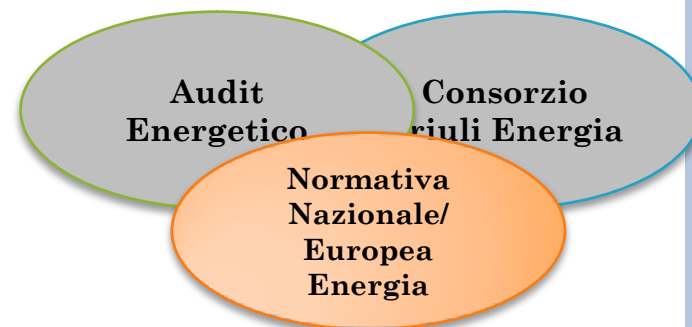 Audit
Energetico
Consorzio
riuli Energia
Normativa
Nazionale/
Europea
Energia